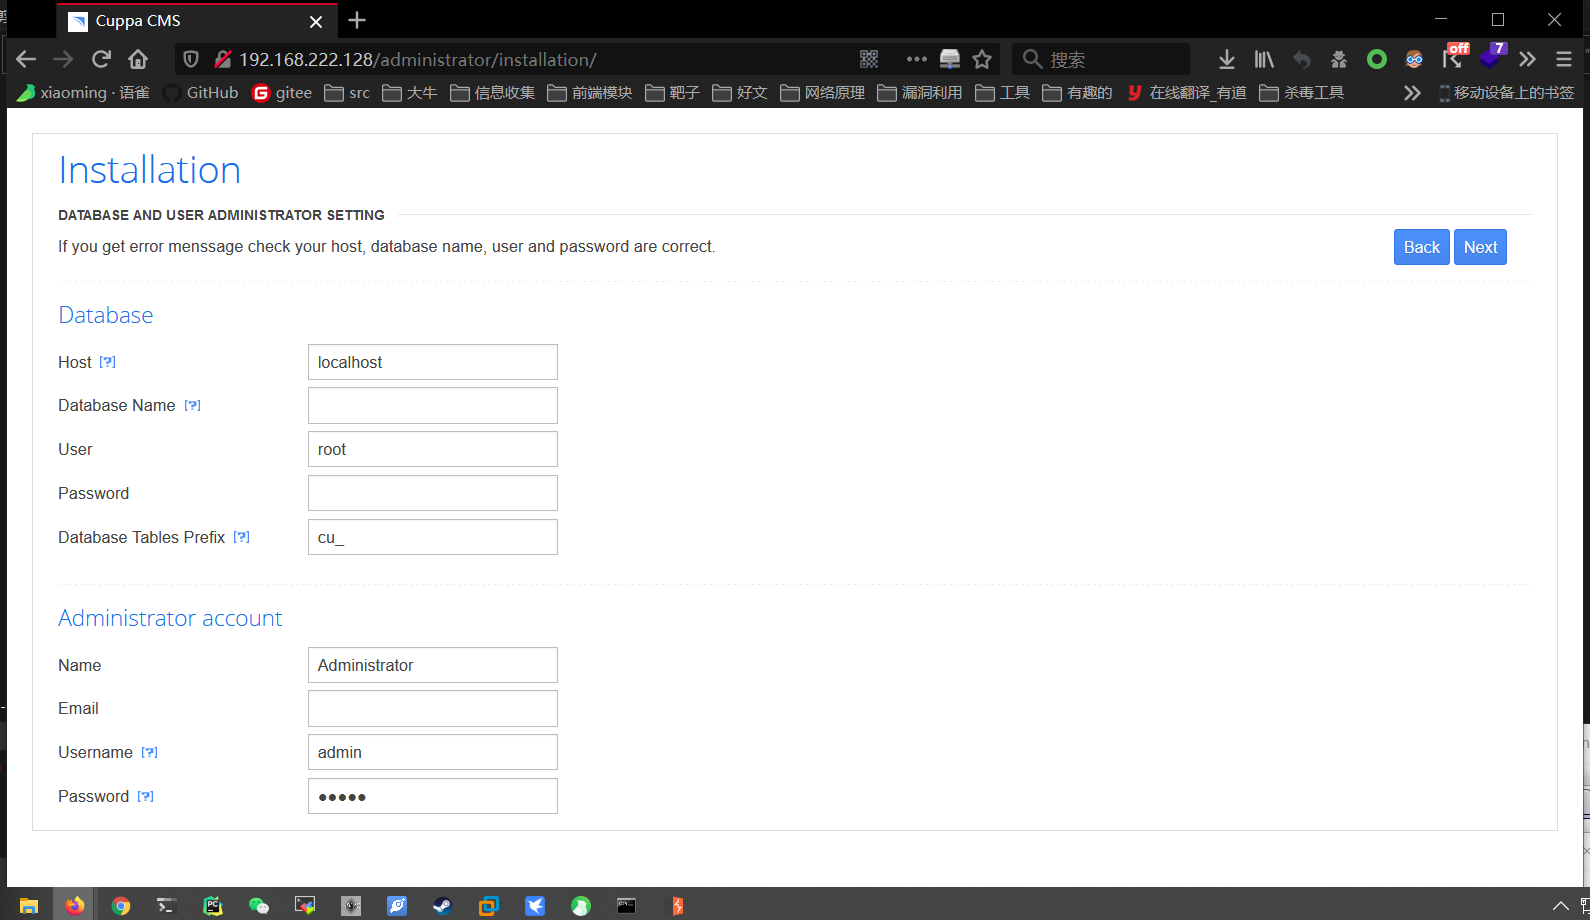 Cuppa CMS
192.168.222.128/administrator/installation/
搜索
off
7
xiaoming · 语雀 GitHub gitee src 大牛 信息收集 前端模块 靶子 好文 网络原理 漏洞利用 工具 有趣的 在线翻译_有道 杀毒工具 移动设备上的书签
Installation
DATABASE AND USER ADMINISTRATOR SETTING
If you get error menssage check your host, database name, user and password are correct.
Back Next
Database
Host [?] localhost
Database Name [?]
User root
Password
Database Tables Prefix [?] cu_
Administrator account
Name Administrator
Email
Username [?] admin
Password [?] •••••